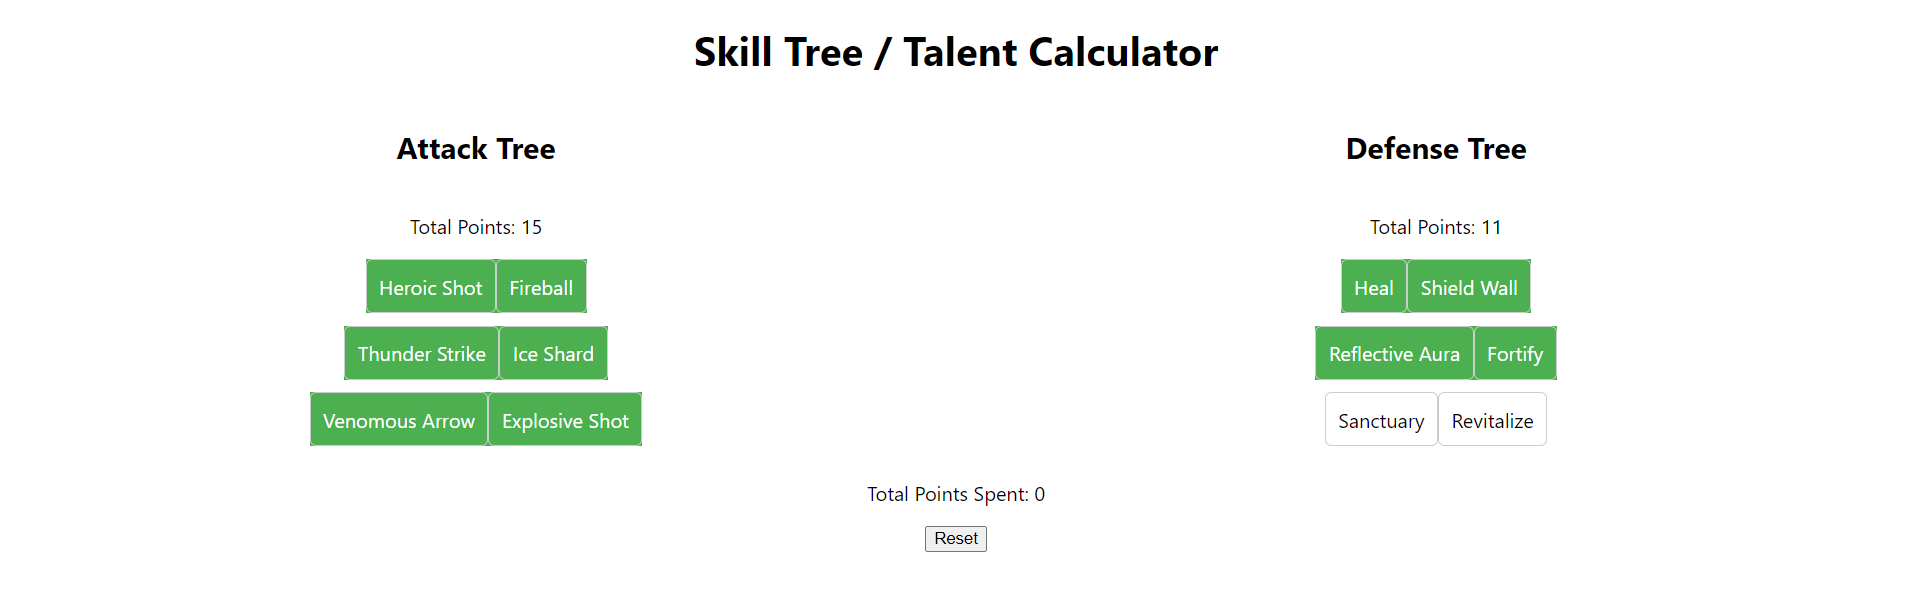 Skill Tree / Talent Calculator
Attack Tree
Total Points: 15
Heroic Shot Fireball
Thunder Strike Ice Shard
Venomous Arrow Explosive Shot
Defense Tree
Total Points: 11
Heal Shield Wall
Reflective Aura Fortify
Sanctuary Revitalize
Total Points Spent: 0
Reset